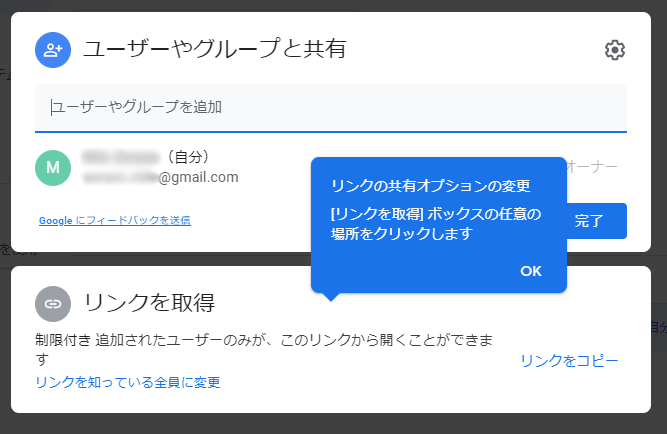 ユーザーやグループと共有
ユーザーやグループを追加
M
（自分）
@gmail.com
オーナー
Google にフィードバックを送信
リンクの共有オプションの変更
[リンクを取得] ボックスの任意の
場所をクリックします
OK
完了
リンクを取得
制限付き 追加されたユーザーのみが、このリンクから開くことができま
す
リンクを知っている全員に変更
リンクをコピー